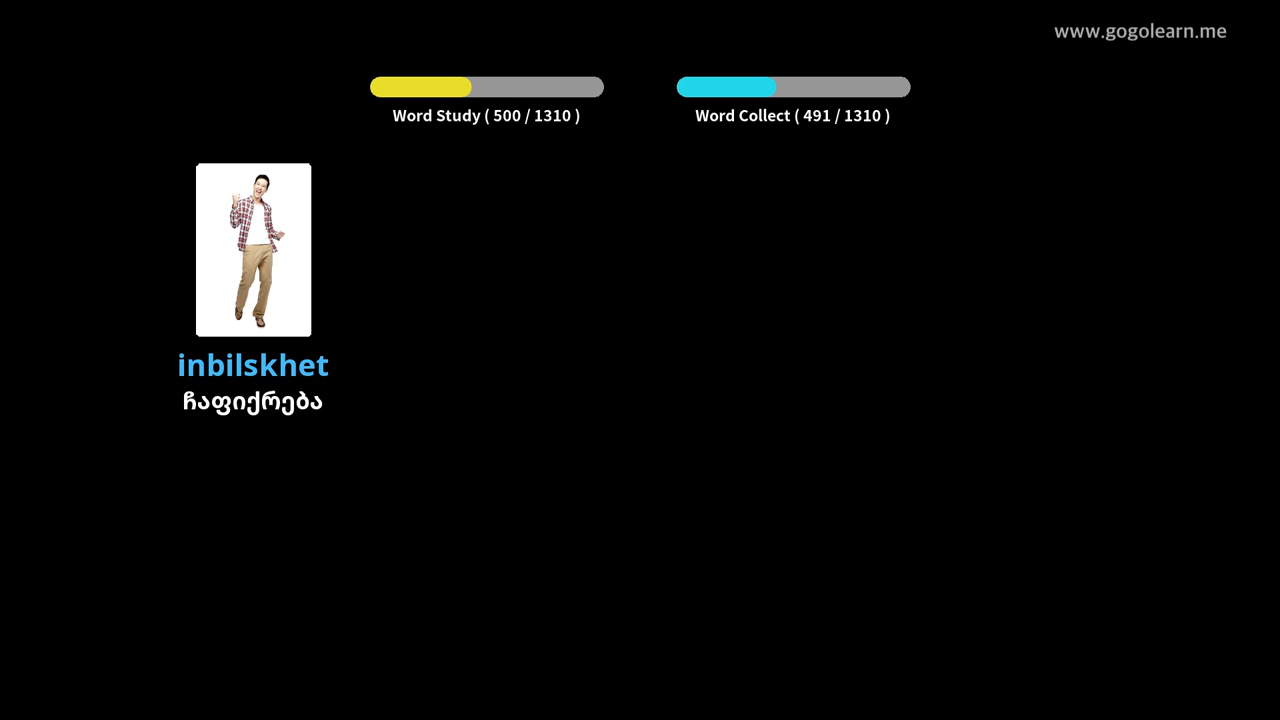 www.gogolearn.me
Word Study ( 500 / 1310 )
Word Collect ( 491 / 1310 )
inbilskhet
ჩაფიქრება